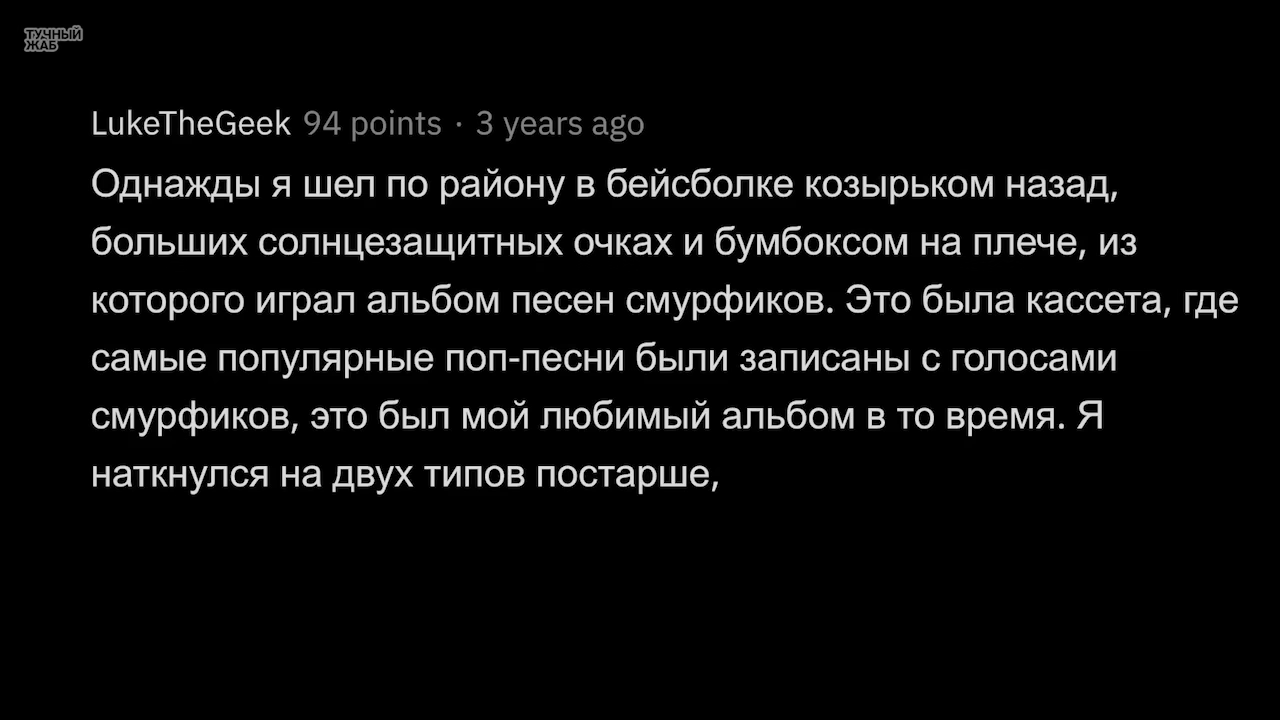 ТУЧНЫЙ
ЖАБ
LukeTheGeek 94 points · 3 years ago
Однажды я шел по району в бейсболке козырьком назад,
больших солнцезащитных очках и бумбоксом на плече, из
которого играл альбом песен смурфиков. Это была кассета, где
самые популярные поп-песни были записаны с голосами
смурфиков, это был мой любимый альбом в то время. Я
наткнулся на двух типов постарше,